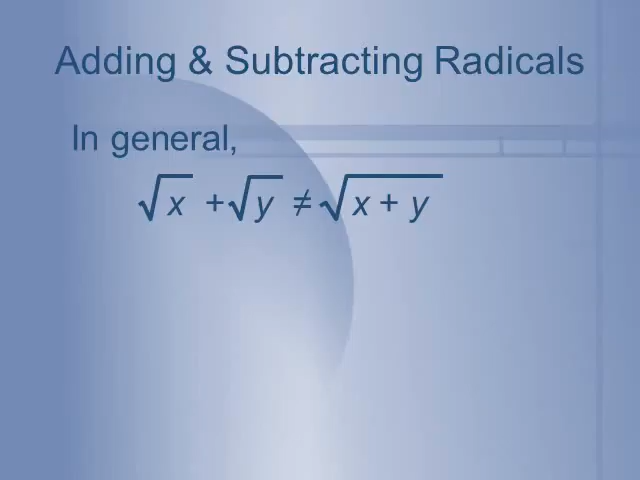 Adding & Subtracting Radicals
In general,
√x + √y ≠ √(x + y)